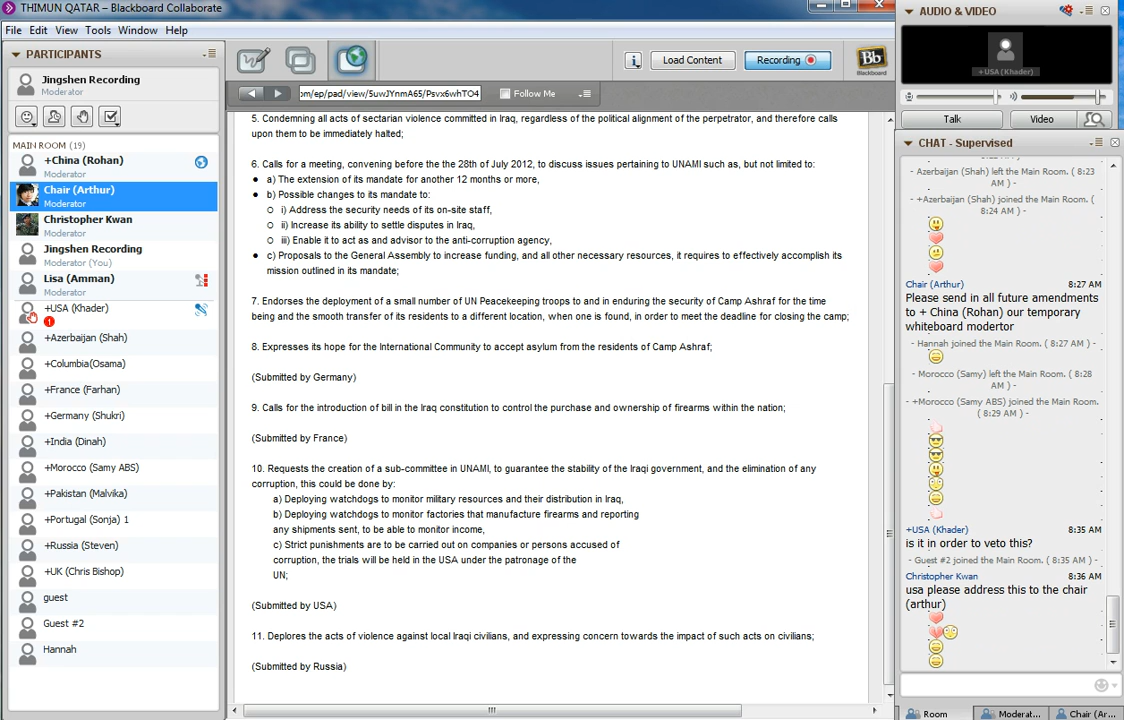 THIMUN QATAR – Blackboard Collaborate
File Edit View Tools Window Help
PARTICIPANTS
Jingshen Recording
Moderator
MAIN ROOM (19)
+China (Rohan)
Moderator
Chair (Arthur)
Moderator
Christopher Kwan
Moderator
Jingshen Recording
Moderator (You)
Lisa (Amman)
Moderator
+USA (Khader)
+Azerbaijan (Shah)
+Columbia(Osama)
+France (Farhan)
+Germany (Shukri)
+India (Dinah)
+Morocco (Samy ABS)
+Pakistan (Malvika)
+Portugal (Sonja) 1
+Russia (Steven)
+UK (Chris Bishop)
guest
Guest #2
Hannah
Load Content
Recording
Bb
Blackboard
om/ep/pad/view/5uwJYnmA65/Psvx6whTO4
Follow Me
5. Condemning all acts of sectarian violence committed in Iraq, regardless of the political alignment of the perpetrator, and therefore calls
upon them to be immediately halted;
6. Calls for a meeting, convening before the the 28th of July 2012, to discuss issues pertaining to UNAMI such as, but not limited to:
a) The extension of its mandate for another 12 months or more,
b) Possible changes to its mandate to:
i) Address the security needs of its on-site staff,
ii) Increase its ability to settle disputes in Iraq,
iii) Enable it to act as and advisor to the anti-corruption agency,
c) Proposals to the General Assembly to increase funding, and all other necessary resources, it requires to effectively accomplish its
mission outlined in its mandate;
7. Endorses the deployment of a small number of UN Peacekeeping troops to and in enduring the security of Camp Ashraf for the time
being and the smooth transfer of its residents to a different location, when one is found, in order to meet the deadline for closing the camp;
8. Expresses its hope for the International Community to accept asylum from the residents of Camp Ashraf;
(Submitted by Germany)
9. Calls for the introduction of bill in the Iraq constitution to control the purchase and ownership of firearms within the nation;
(Submitted by France)
10. Requests the creation of a sub-committee in UNAMI, to guarantee the stability of the Iraqi government, and the elimination of any
corruption, this could be done by:
a) Deploying watchdogs to monitor military resources and their distribution in Iraq,
b) Deploying watchdogs to monitor factories that manufacture firearms and reporting
any shipments sent, to be able to monitor income,
c) Strict punishments are to be carried out on companies or persons accused of
corruption, the trials will be held in the USA under the patronage of the
UN;
(Submitted by USA)
11. Deplores the acts of violence against local Iraqi civilians, and expressing concern towards the impact of such acts on civilians;
(Submitted by Russia)
AUDIO & VIDEO
+USA (Khader)
Talk
Video
CHAT - Supervised
- Azerbaijan (Shah) left the Main Room. ( 8:23
AM ) -
- +Azerbaijan (Shah) joined the Main Room. (
8:24 AM ) -
Chair (Arthur) 8:27 AM
Please send in all future amendments
to + China (Rohan) our temporary
whiteboard modertor
- Hannah joined the Main Room. ( 8:27 AM ) -
- Morocco (Samy) left the Main Room. ( 8:28
AM ) -
- +Morocco (Samy ABS) joined the Main Room.
( 8:29 AM ) -
+USA (Khader) 8:35 AM
is it in order to veto this?
- Guest #2 joined the Main Room. ( 8:35 AM ) -
Christopher Kwan 8:36 AM
usa please address this to the chair
(arthur)
Room
Moderat...
Chair (Ar...